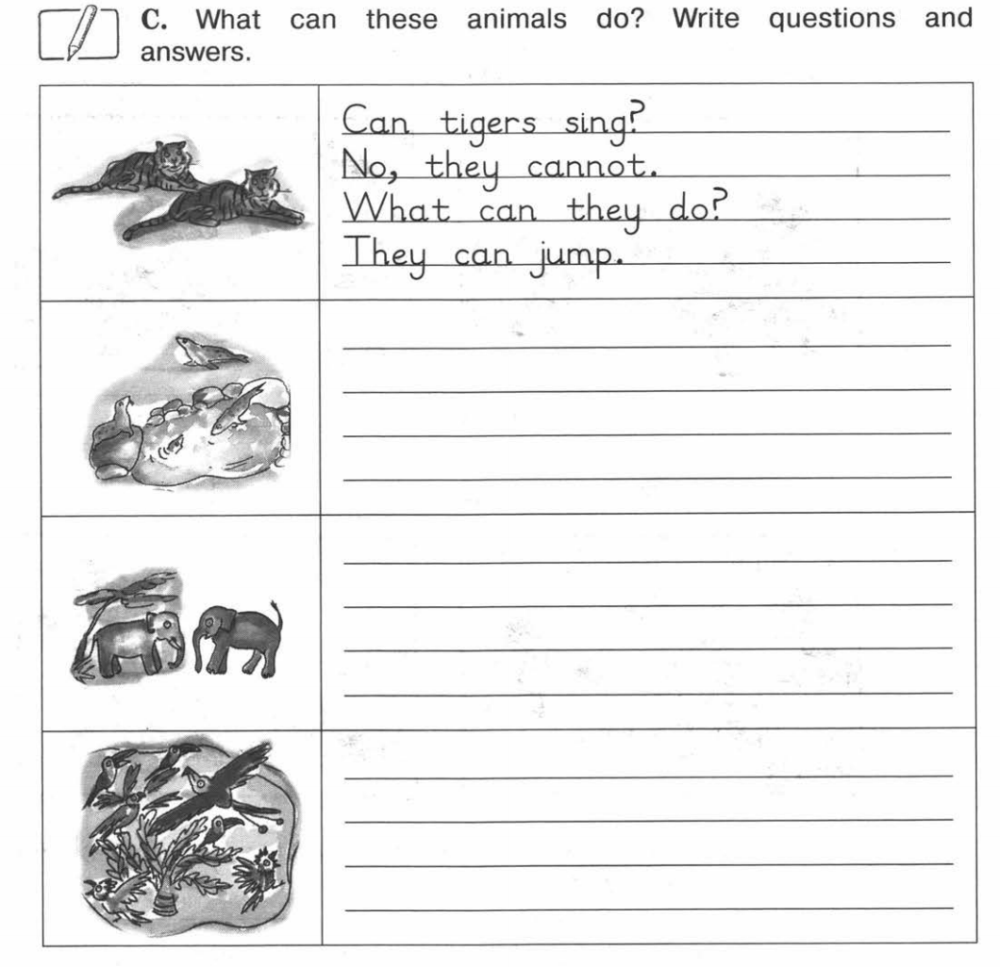 C. What can these animals do? Write questions and
answers.
Can tigers sing?
No, they cannot.
What can they do?
They can jump.